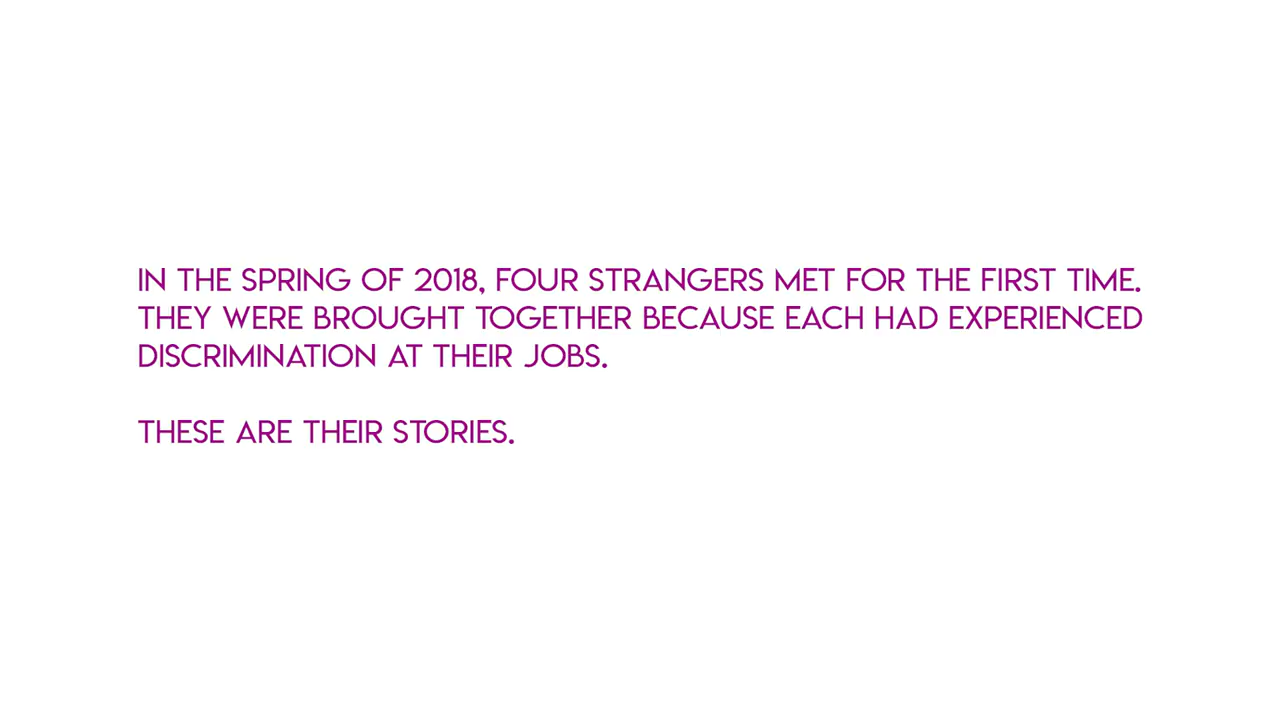 IN THE SPRING OF 2018, FOUR STRANGERS MET FOR THE FIRST TIME.
THEY WERE BROUGHT TOGETHER BECAUSE EACH HAD EXPERIENCED
DISCRIMINATION AT THEIR JOBS.
THESE ARE THEIR STORIES.